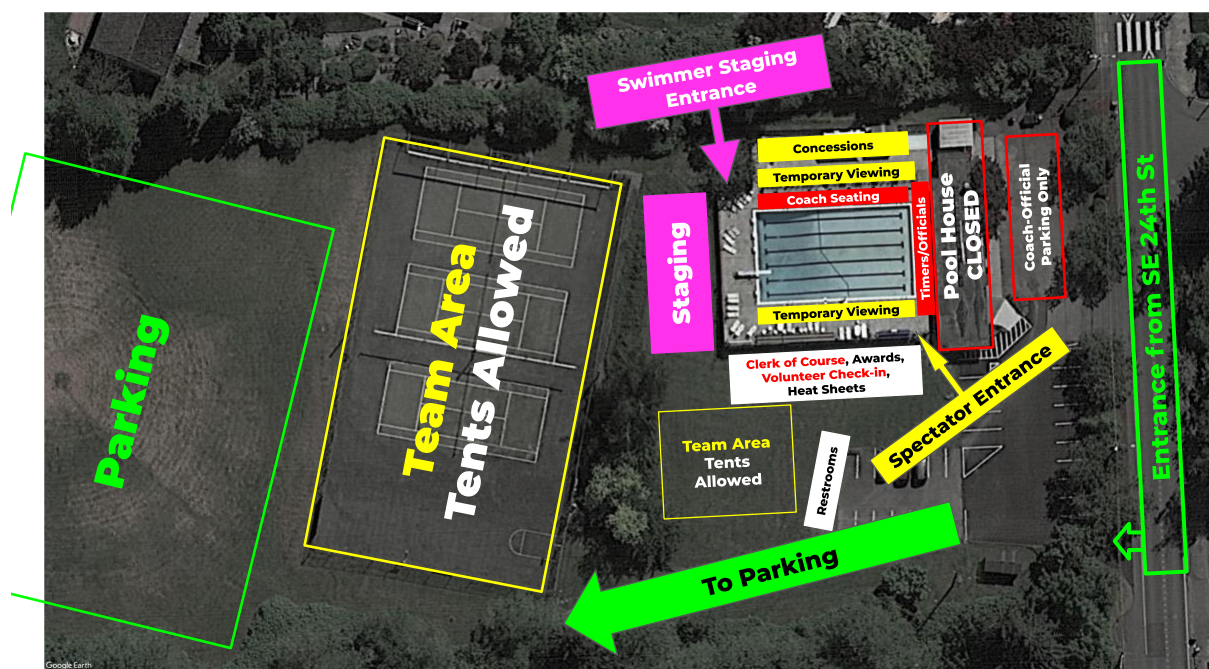 Swimmer Staging
Entrance
Concessions
Temporary Viewing
Coach Seating
Timers/Officials
Pool House
CLOSED
Coach-Official
Parking Only
Entrance from SE 24th St
Staging
Temporary Viewing
Team Area
Tents Allowed
Parking
Clerk of Course, Awards,
Volunteer Check-in,
Heat Sheets
Spectator Entrance
Team Area
Tents
Allowed
Restrooms
To Parking
Google Earth